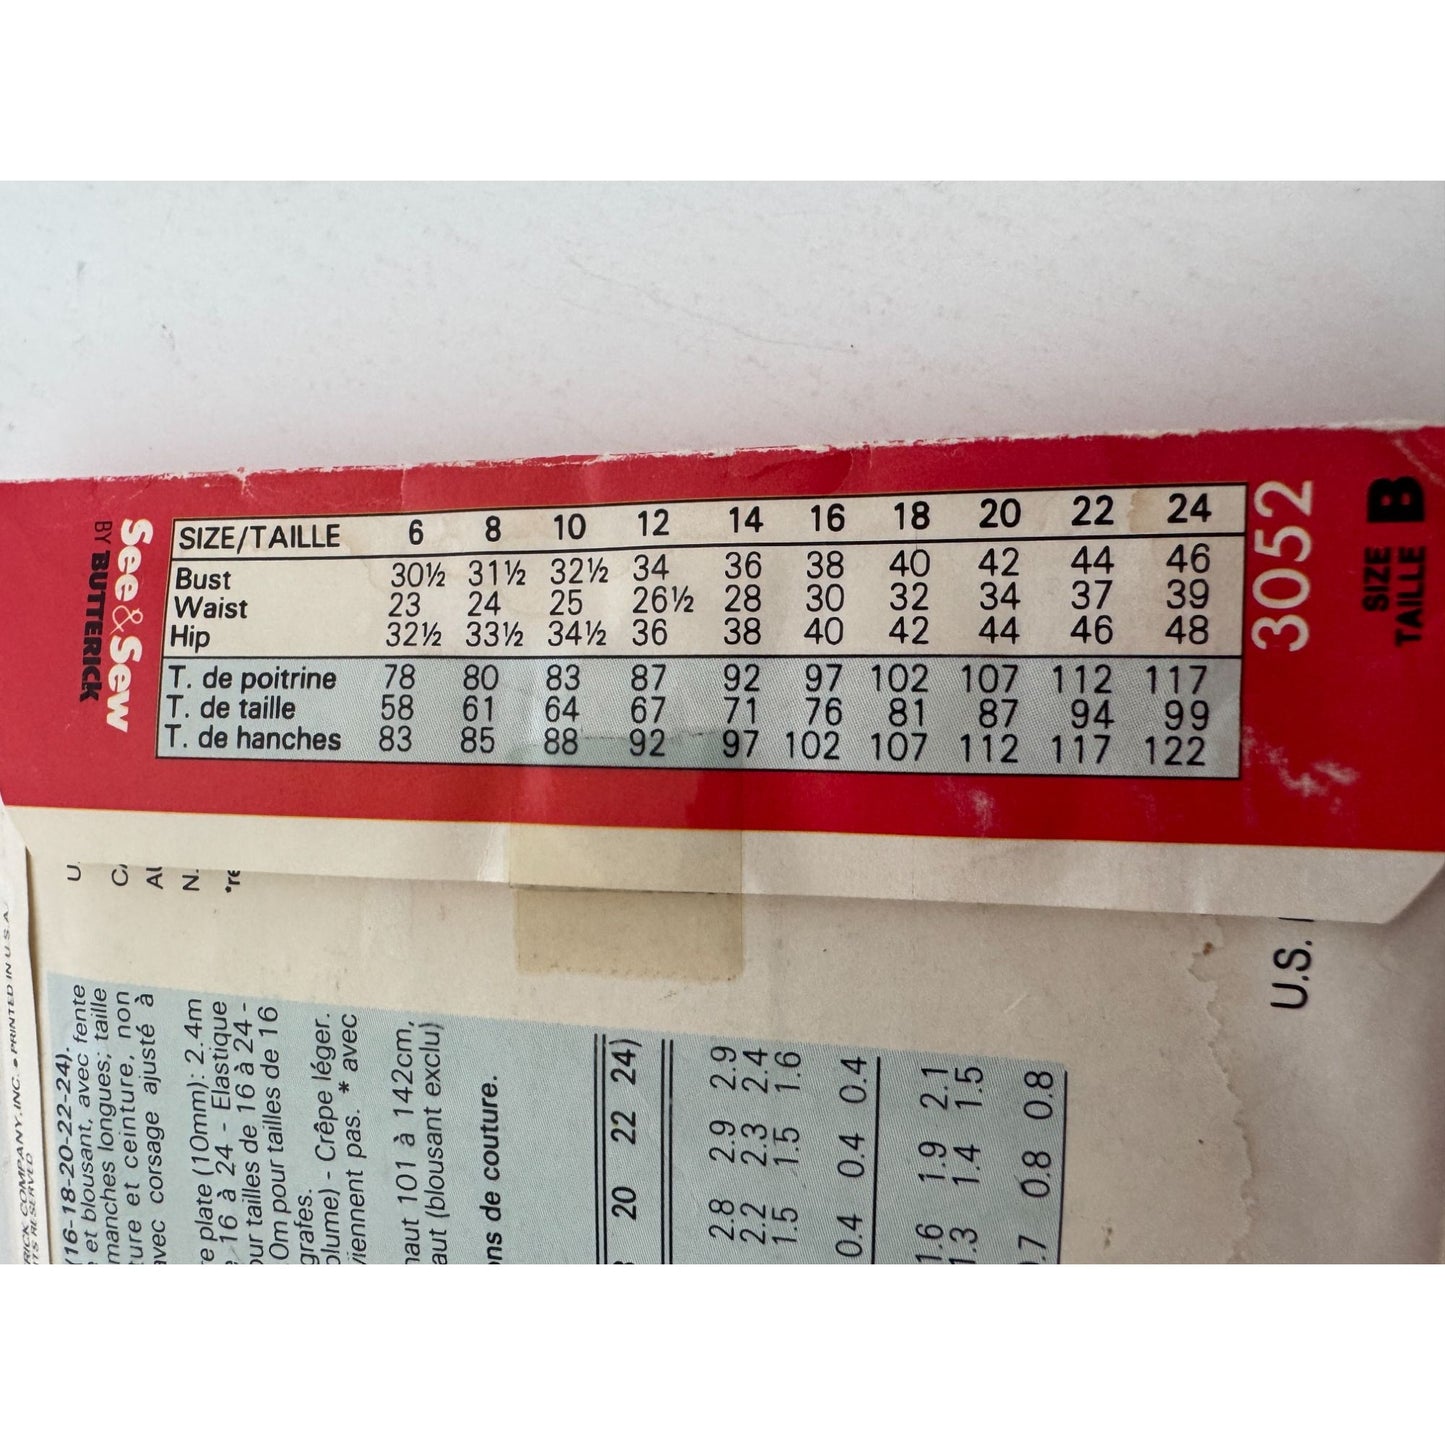 See&Sew
BY BUTTERICK
SIZE/TAILLE 6 8 10 12 14 16 18 20 22 24
Bust 30½ 31½ 32½ 34 36 38 40 42 44 46
Waist 23 24 25 26½ 28 30 32 34 37 39
Hip 32½ 33½ 34½ 36 38 40 42 44 46 48
T. de poitrine 78 80 83 87 92 97 102 107 112 117
T. de taille 58 61 64 67 71 76 81 87 94 99
T. de hanches 83 85 88 92 97 102 107 112 117 122
3052
SIZE
TAILLE
B
U.S.
COMPANY, INC. • PRINTED IN U.S.A.
RESERVED
(16-18-20-22-24).
et blousant, avec fente
manches longues; taille
ture et ceinture, non
avec corsage ajusté à
re plate (10mm): 2.4m
16 à 24 - Elastique
our tailles de 16 à 24 -
0m pour tailles de 16
grafes.
olume) - Crêpe léger.
viennent pas. * avec
haut 101 à 142cm,
aut (blousant exclu)
ons de couture.
20 22 24)
2.8 2.9 2.9
2.2 2.3 2.4
1.5 1.5 1.6
0.4 0.4 0.4
1.6 1.9 2.1
1.3 1.4 1.5
0.7 0.8 0.8